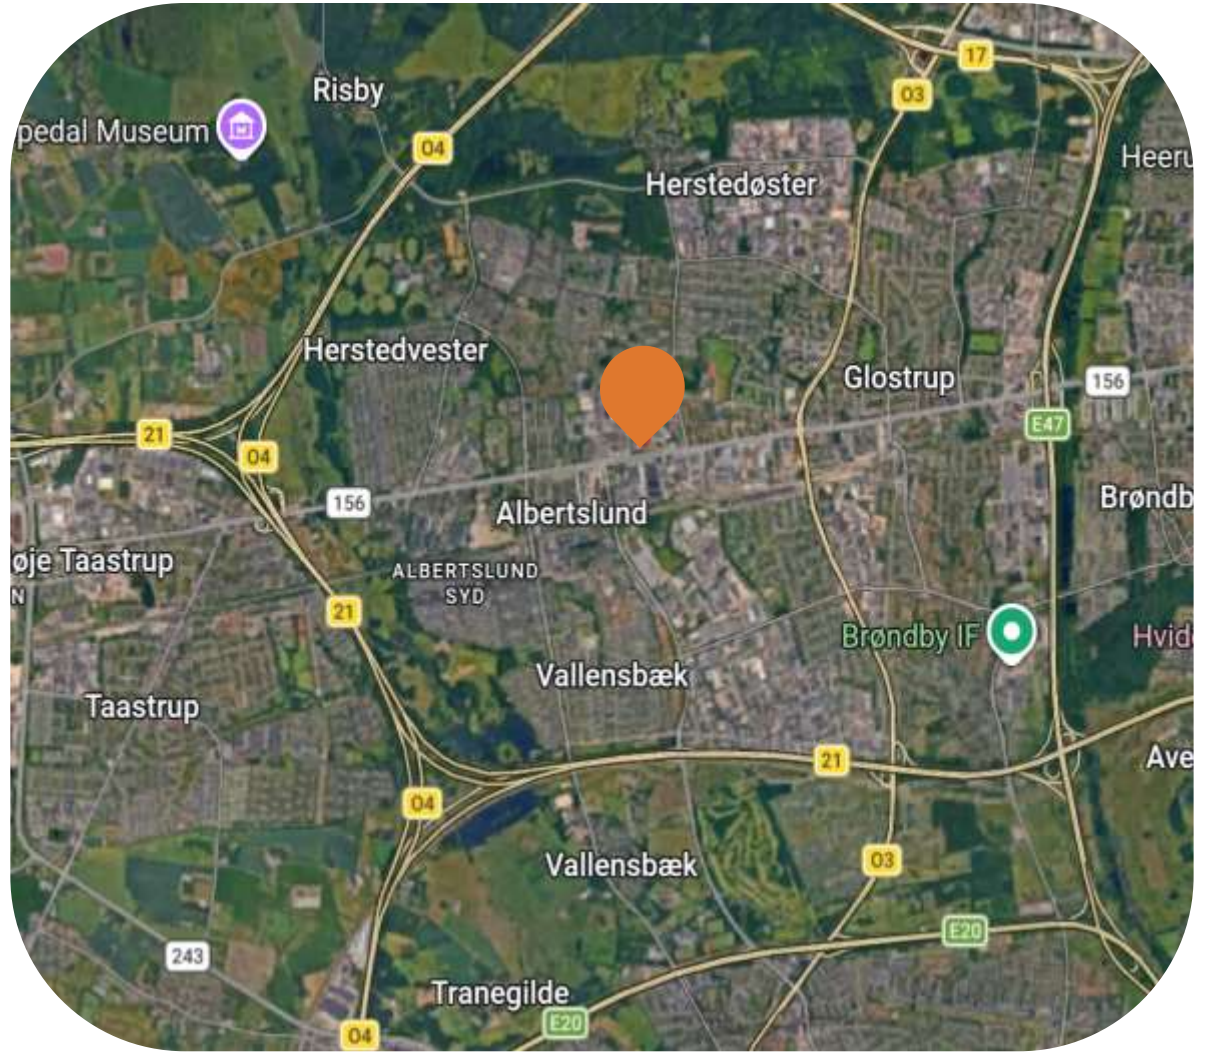 17
O3
Risby
pedal Museum
O4
Heeru
Herstedøster
Herstedvester
Glostrup
156
E47
21
O4
156
Albertslund
Brøndb
øje Taastrup
N
ALBERTSLUND
SYD
21
Brøndby IF
Hvid
Vallensbæk
Taastrup
21
Ave
O4
Vallensbæk
O3
E20
243
Tranegilde
E20
O4